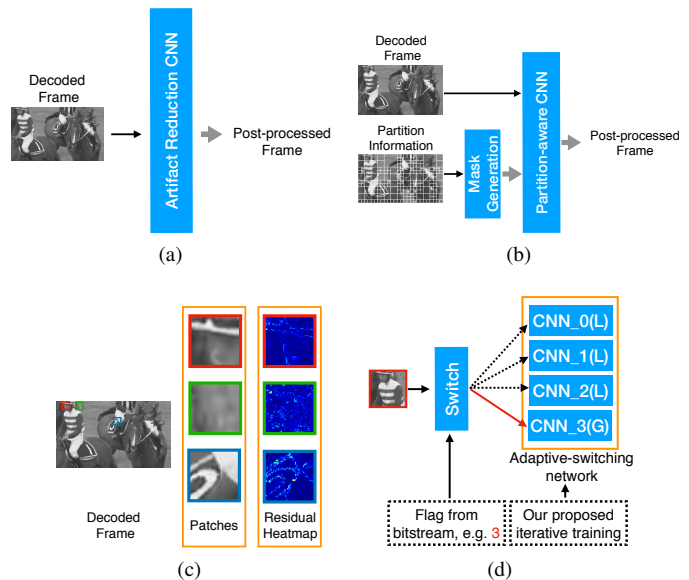 Decoded
Frame
Artifact Reduction CNN
Post-processed
Frame
(a)
Decoded
Frame
Partition
Information
Mask
Generation
Partition-aware CNN
Post-processed
Frame
(b)
Decoded
Frame
Patches
Residual
Heatmap
(c)
Switch
CNN_0(L)
CNN_1(L)
CNN_2(L)
CNN_3(G)
Adaptive-switching
network
Flag from
bitstream, e.g. 3
Our proposed
iterative training
(d)